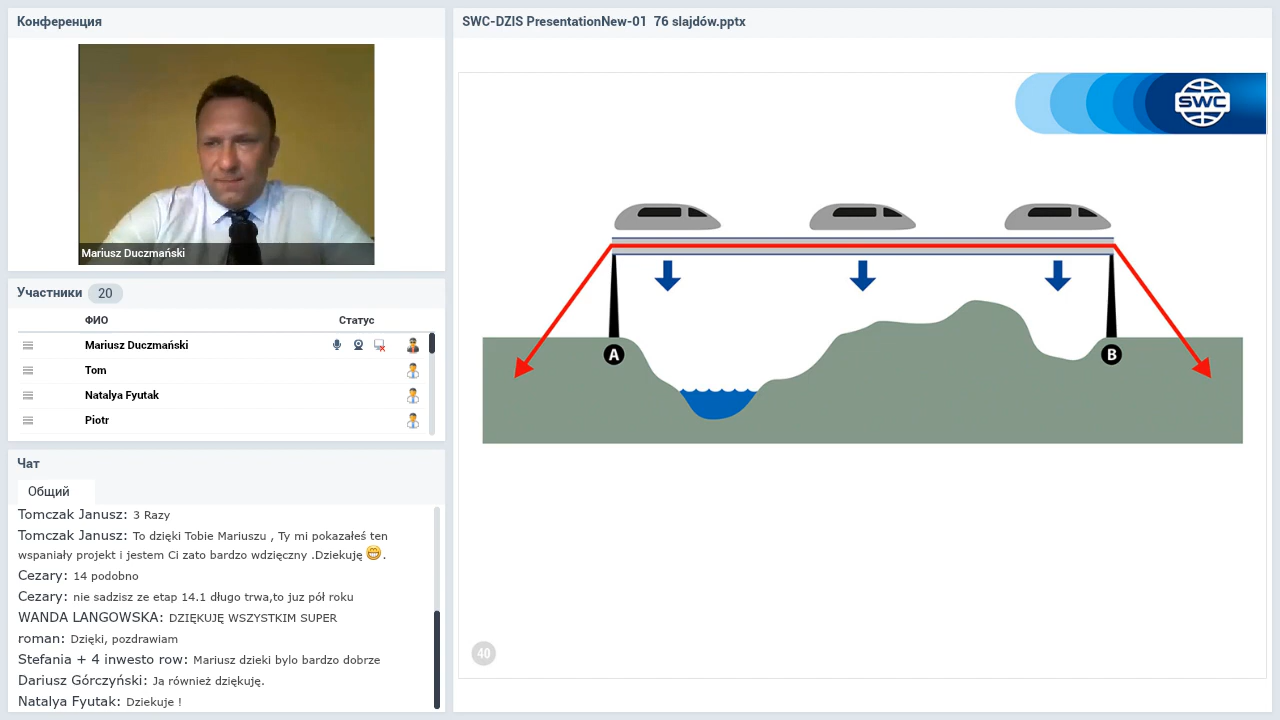 Конференция
Mariusz Duczmański
Участники 20
ФИО Статус
Mariusz Duczmański
Tom
Natalya Fyutak
Piotr
Чат
Общий
Tomczak Janusz: 3 Razy
Tomczak Janusz: To dzięki Tobie Mariuszu , Ty mi pokazałeś ten
wspaniały projekt i jestem Ci zato bardzo wdzięczny .Dziekuję 😁.
Cezary: 14 podobno
Cezary: nie sadzisz ze etap 14.1 długo trwa,to juz pół roku
WANDA LANGOWSKA: DZIĘKUJĘ WSZYSTKIM SUPER
roman: Dzięki, pozdrawiam
Stefania + 4 inwesto row: Mariusz dzieki bylo bardzo dobrze
Dariusz Górczyński: Ja również dziękuję.
Natalya Fyutak: Dziekuje !
SWC-DZIS PresentationNew-01 76 slajdów.pptx
SWC
A
B
40